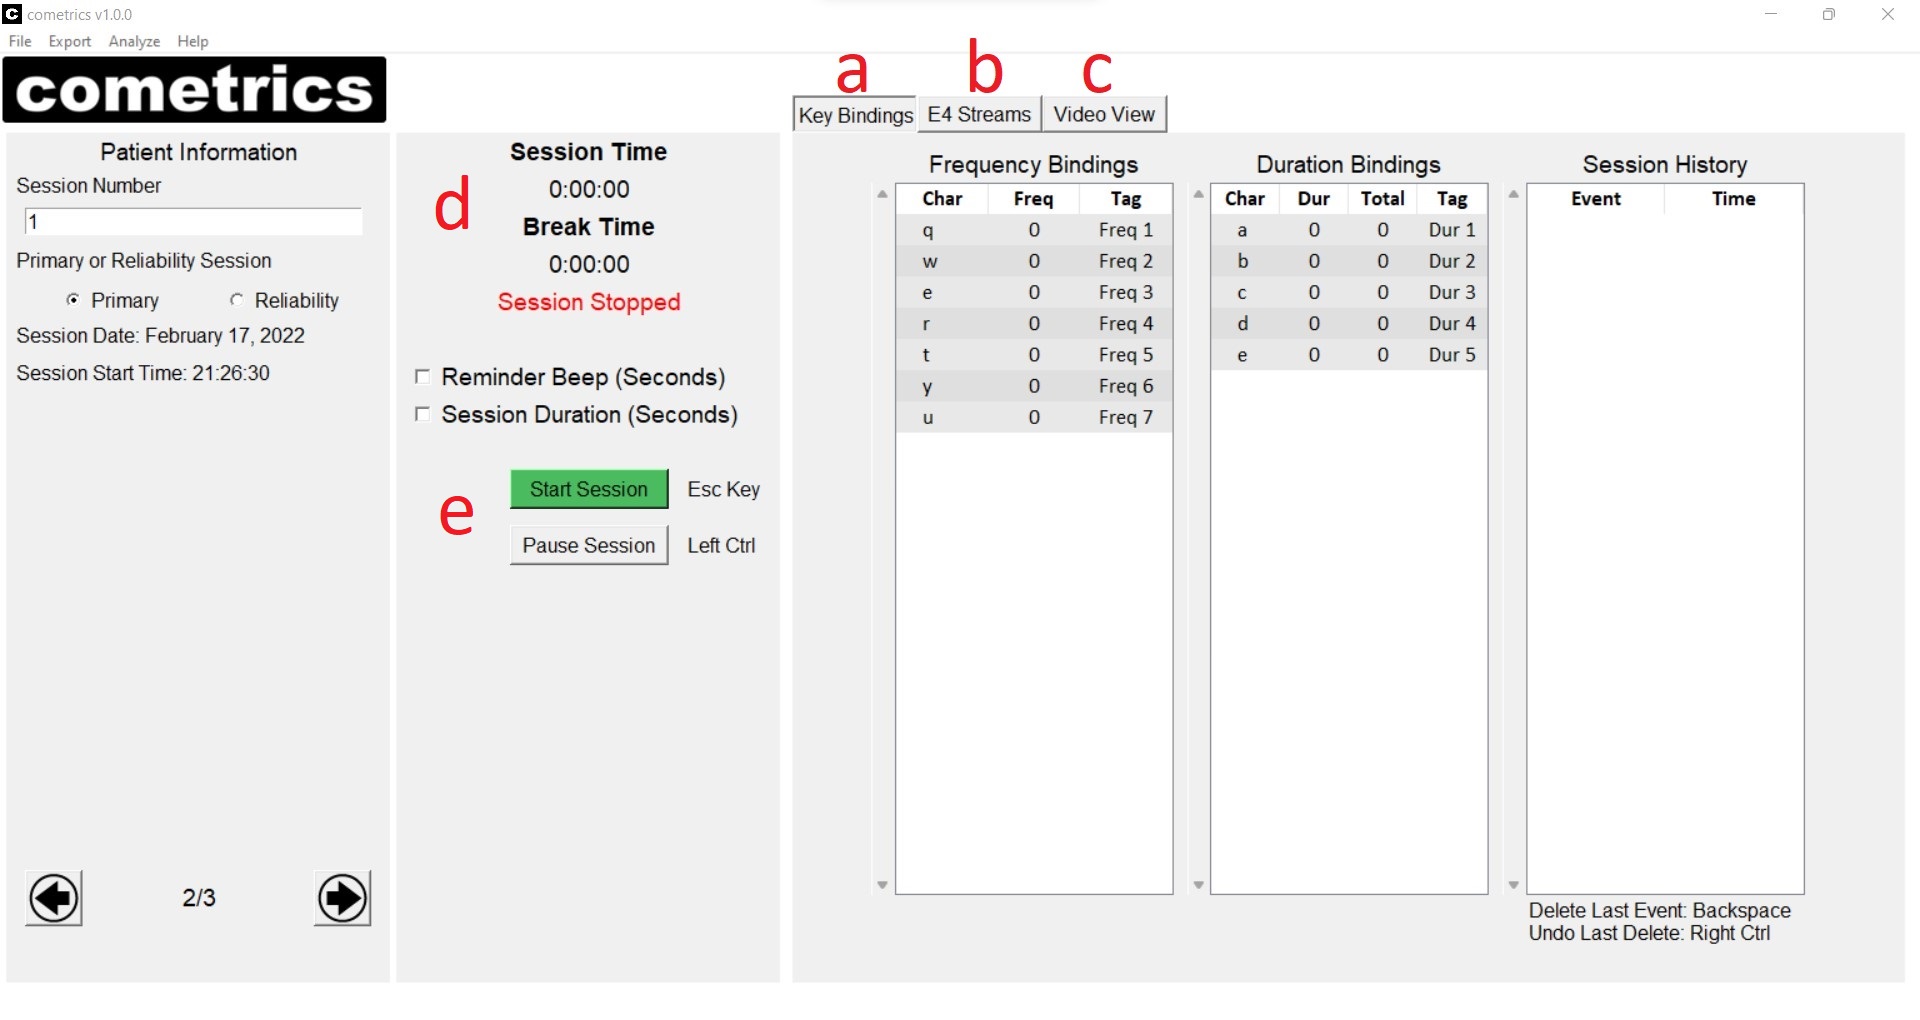 C cometrics v1.0.0
File Export Analyze Help
cometrics
a b c
Key Bindings E4 Streams Video View
Patient Information
Session Number
1
Primary or Reliability Session
Primary Reliability
Session Date: February 17, 2022
Session Start Time: 21:26:30
2/3
d
Session Time
0:00:00
Break Time
0:00:00
Session Stopped
Reminder Beep (Seconds)
Session Duration (Seconds)
e
Start Session Esc Key
Pause Session Left Ctrl
Frequency Bindings
Char Freq Tag
q 0 Freq 1
w 0 Freq 2
e 0 Freq 3
r 0 Freq 4
t 0 Freq 5
y 0 Freq 6
u 0 Freq 7
Duration Bindings
Char Dur Total Tag
a 0 0 Dur 1
b 0 0 Dur 2
c 0 0 Dur 3
d 0 0 Dur 4
e 0 0 Dur 5
Session History
Event Time
Delete Last Event: Backspace
Undo Last Delete: Right Ctrl